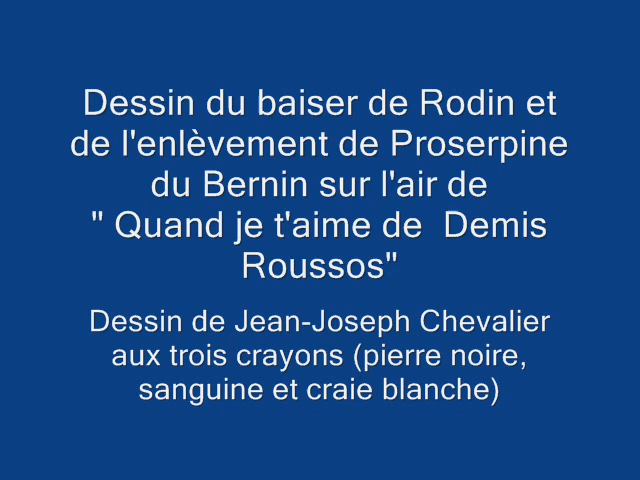 Dessin du baiser de Rodin et
de l'enlèvement de Proserpine
du Bernin sur l'air de
" Quand je t'aime de  Demis
Roussos"
Dessin de Jean-Joseph Chevalier
aux trois crayons (pierre noire,
sanguine et craie blanche)